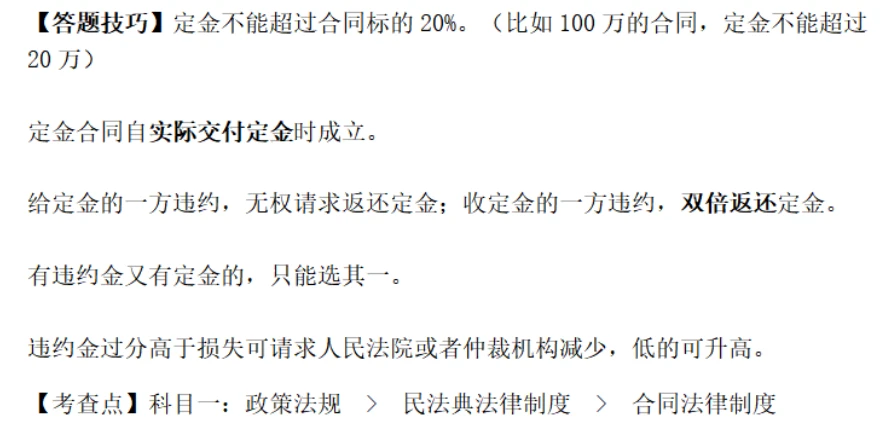 【答题技巧】定金不能超过合同标的 20%。（比如 100 万的合同，定金不能超过
20 万）
定金合同自实际交付定金时成立。
给定金的一方违约，无权请求返还定金；收定金的一方违约，双倍返还定金。
有违约金又有定金的，只能选其一。
违约金过分高于损失可请求人民法院或者仲裁机构减少，低的可升高。
【考查点】科目一：政策法规 > 民法典法律制度 > 合同法律制度